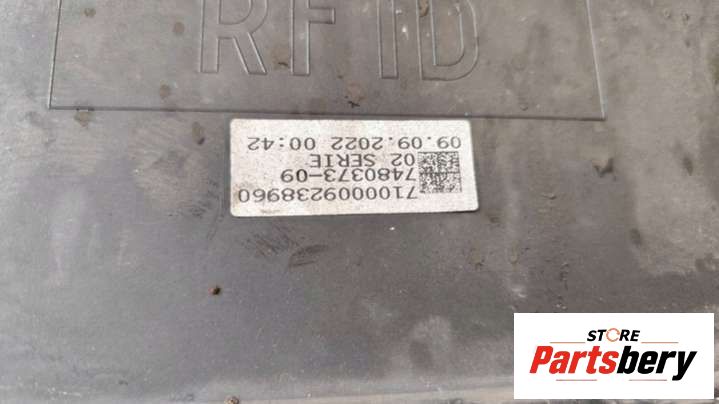 RFID
7100009238960
7480373-09
02 SERIE
09.09.2022 00:42
STORE
Partsbery